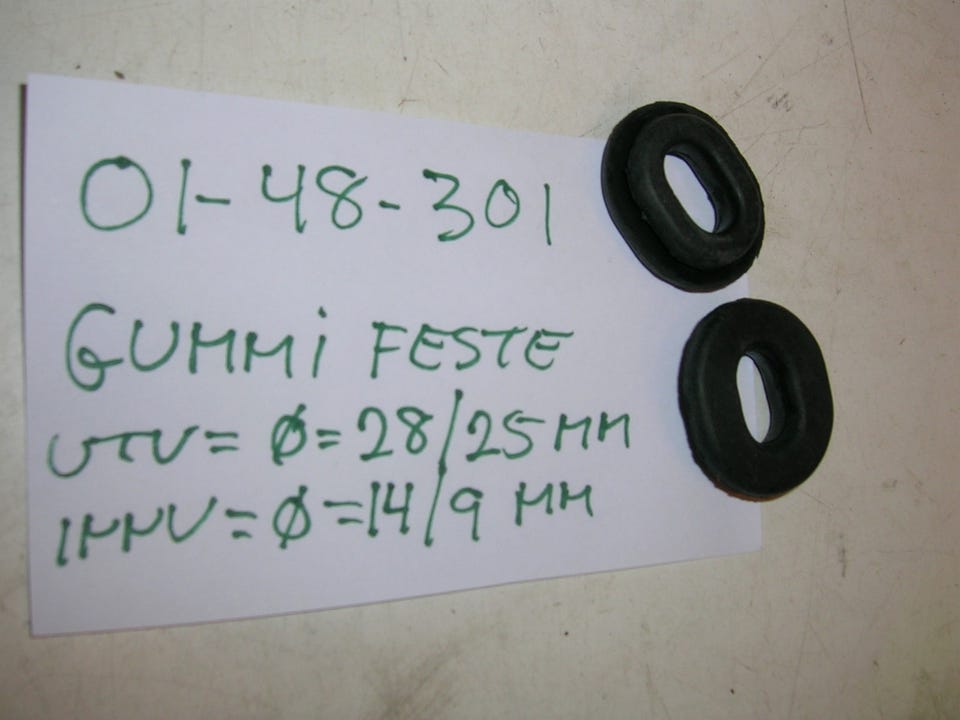 01-48-301
GUMMi FESTE
UTV= Ø=28/25 MM
INNV=Ø=14/9 MM